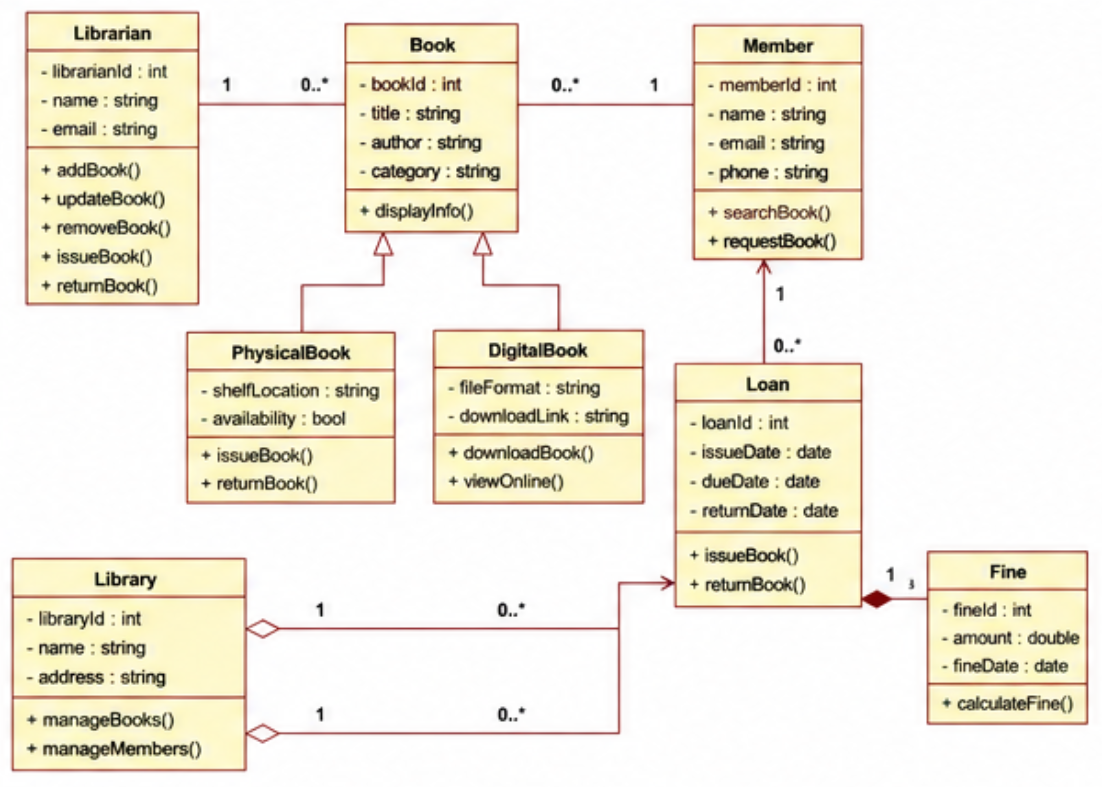 Librarian
- librarianId : int
- name : string
- email : string
+ addBook()
+ updateBook()
+ removeBook()
+ issueBook()
+ returnBook()
1
0..*
Book
- bookId : int
- title : string
- author : string
- category : string
+ displayInfo()
0..*
1
Member
- memberId : int
- name : string
- email : string
- phone : string
+ searchBook()
+ requestBook()
1
0..*
PhysicalBook
- shelfLocation : string
- availability : bool
+ issueBook()
+ returnBook()
DigitalBook
- fileFormat : string
- downloadLink : string
+ downloadBook()
+ viewOnline()
Loan
- loanId : int
- issueDate : date
- dueDate : date
- returnDate : date
+ issueBook()
+ returnBook()
1
3
Fine
- fineId : int
- amount : double
- fineDate : date
+ calculateFine()
Library
- libraryId : int
- name : string
- address : string
+ manageBooks()
+ manageMembers()
1
0..*
1
0..*